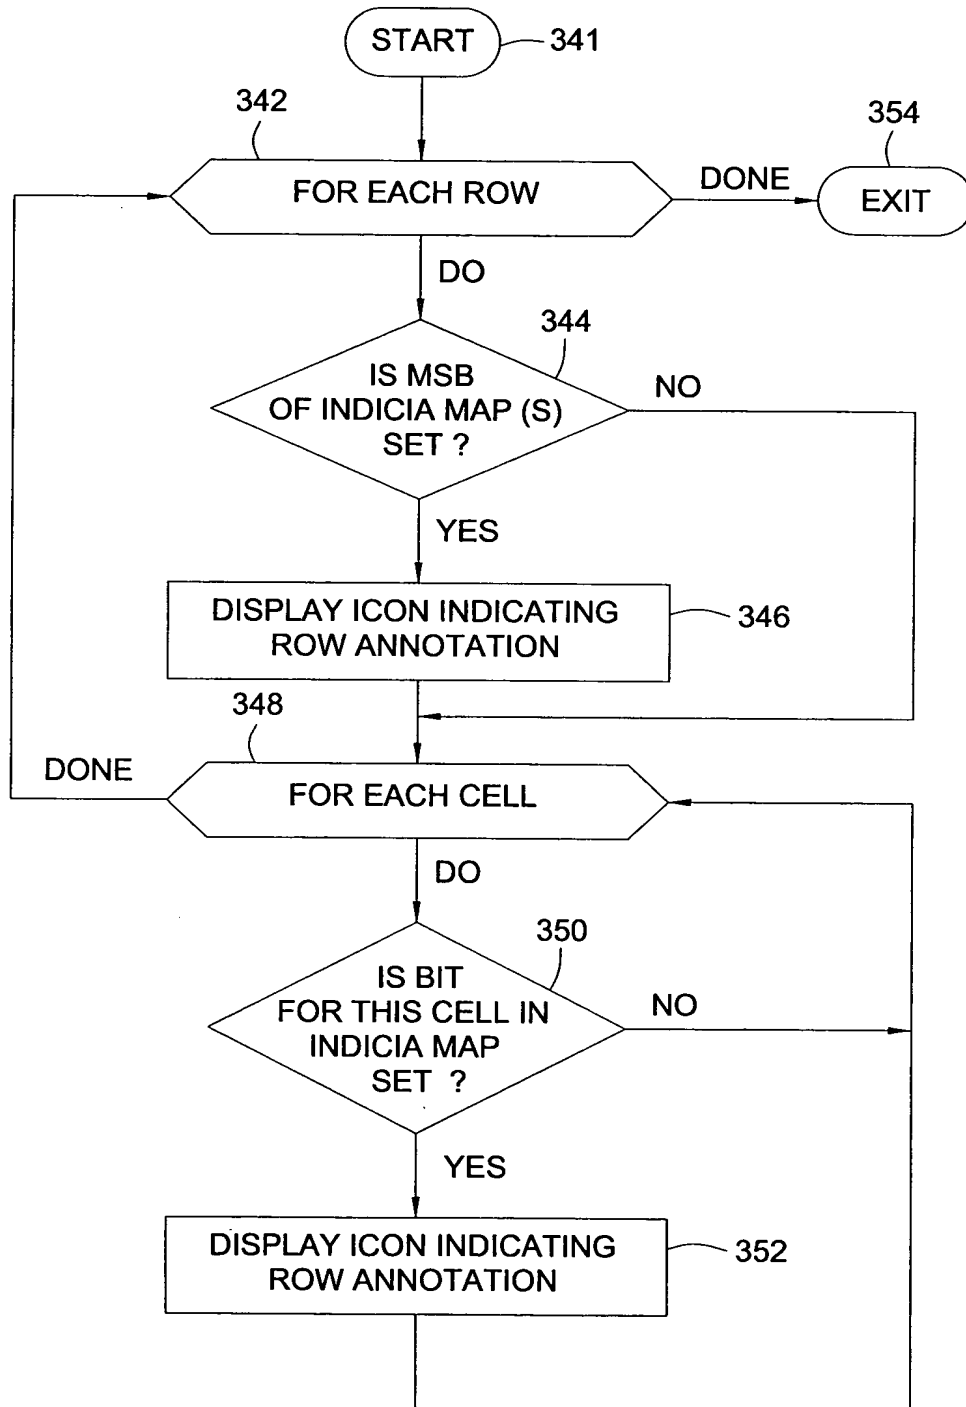 START
341
342
354
FOR EACH ROW
DONE
EXIT
DO
344
IS MSB
OF INDICIA MAP (S)
SET ?
NO
YES
DISPLAY ICON INDICATING
ROW ANNOTATION
346
348
DONE
FOR EACH CELL
DO
350
IS BIT
FOR THIS CELL IN
INDICIA MAP
SET ?
NO
YES
DISPLAY ICON INDICATING
ROW ANNOTATION
352